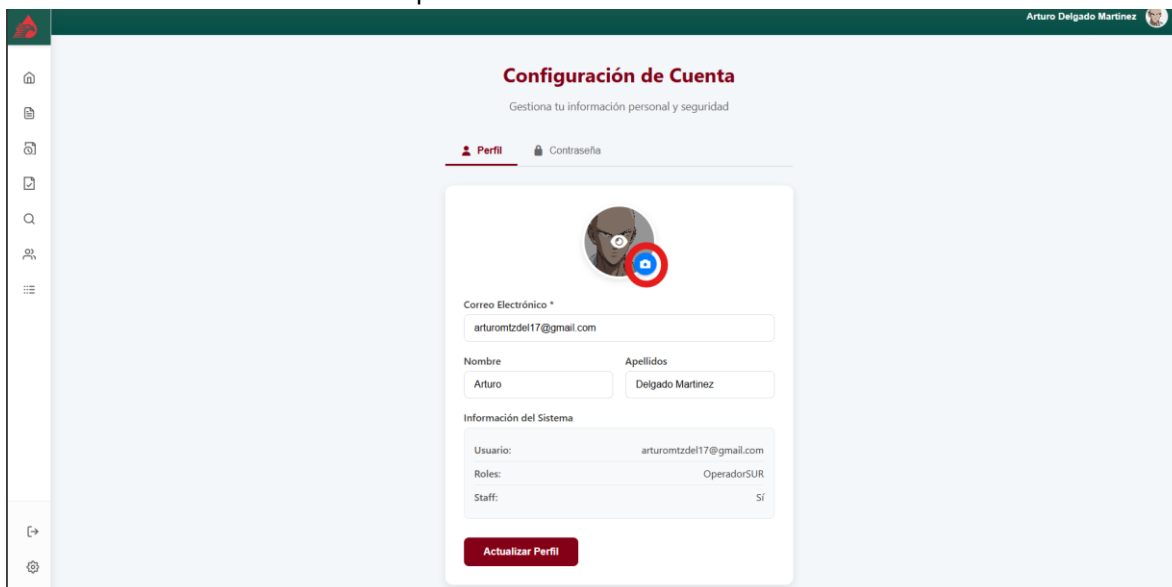 Arturo Delgado Martinez
Configuración de Cuenta
Gestiona tu información personal y seguridad
Perfil
Contraseña
Correo Electrónico *
arturomtzdel17@gmail.com
Nombre
Apellidos
Arturo
Delgado Martinez
Información del Sistema
Usuario: arturomtzdel17@gmail.com
Roles: OperadorSUR
Staff: Sí
Actualizar Perfil